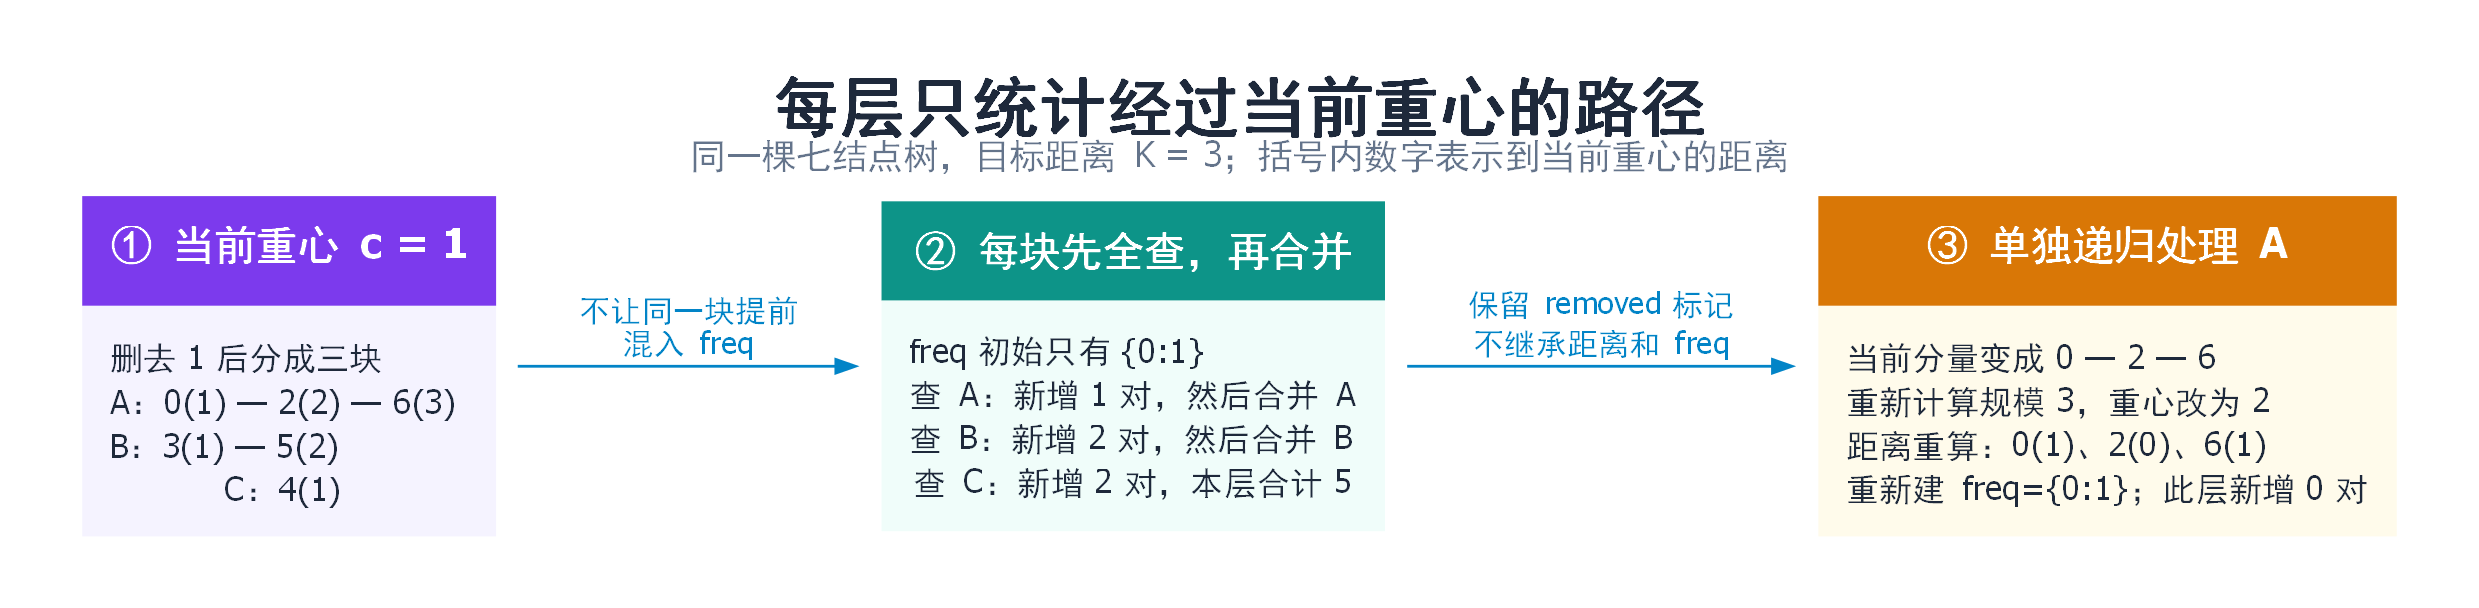 每层只统计经过当前重心的路径
同一棵七结点树，目标距离 K = 3；括号内数字表示到当前重心的距离
① 当前重心 c = 1
删去 1 后分成三块
A：0(1) — 2(2) — 6(3)
B：3(1) — 5(2)
C：4(1)
不让同一块提前
混入 freq
② 每块先全查，再合并
freq 初始只有 {0:1}
查 A：新增 1 对，然后合并 A
查 B：新增 2 对，然后合并 B
查 C：新增 2 对，本层合计 5
保留 removed 标记
不继承距离和 freq
③ 单独递归处理 A
当前分量变成 0 — 2 — 6
重新计算规模 3，重心改为 2
距离重算：0(1)、2(0)、6(1)
重新建 freq={0:1}；此层新增 0 对